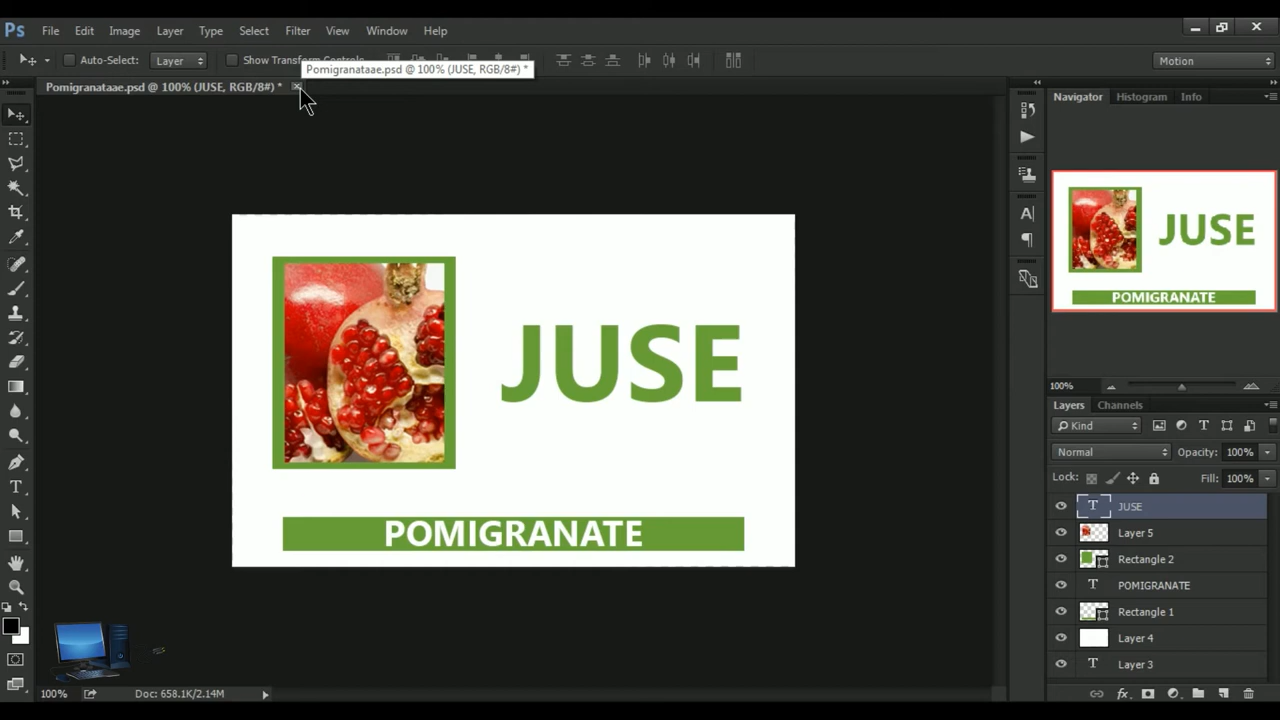 Ps File Edit Image Layer Type Select Filter View Window Help
Auto-Select: Layer Show Transform Controls Motion
Pomigranataae.psd @ 100% (JUSE, RGB/8#) *
Pomigranataae.psd @ 100% (JUSE, RGB/8#) *
Navigator Histogram Info
JUSE
POMIGRANATE
JUSE
POMIGRANATE
100%
Layers Channels
Kind
Normal Opacity: 100%
Lock: Fill: 100%
T JUSE
Layer 5
Rectangle 2
T POMIGRANATE
Rectangle 1
Layer 4
T Layer 3
100% Doc: 658.1K/2.14M